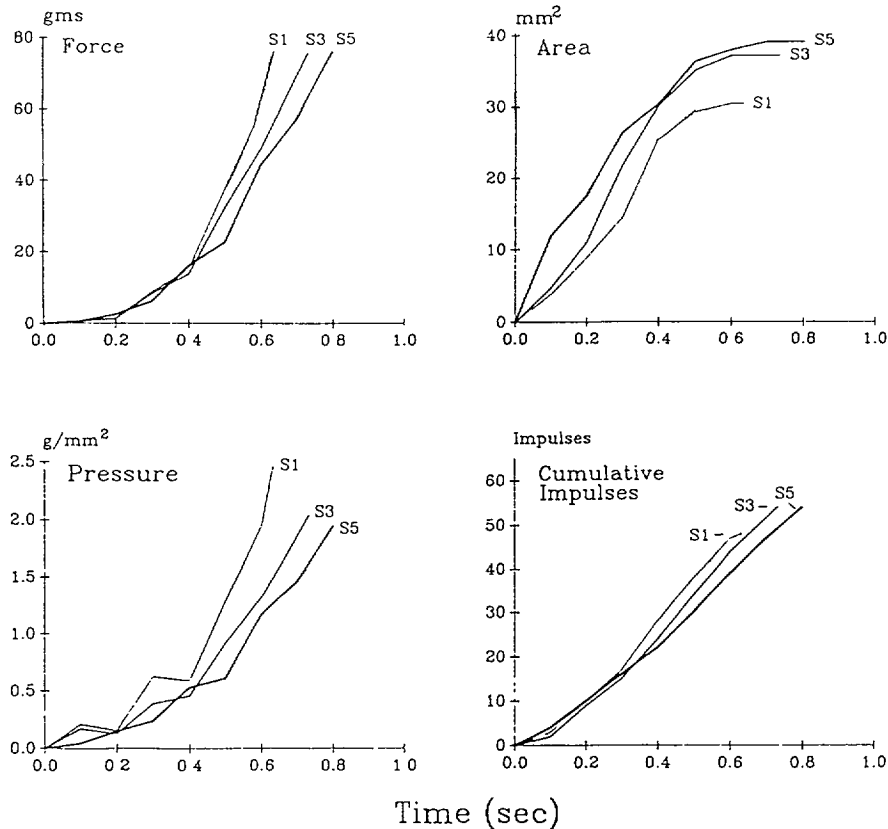 gms
Force
80
60
40
20
0
S1
S3
S5
0.0
0.2
0 4
0 6
0 8
1.0
mm²
Area
40
30
20
10
0
S5
S3
S1
0.0
0.2
0.4
0 6
0 8
1.0
g/mm²
Pressure
2.5
2.0
1.5
1.0
0.5
0.0
S1
S3
S5
0.0
0 2
0 4
0.6
0.8
1.0
Impulses
Cumulative
Impulses
60
50
40
30
20
10
0
S1
S3
S5
0.0
0.2
0.4
0 6
0.8
1.0
Time (sec)